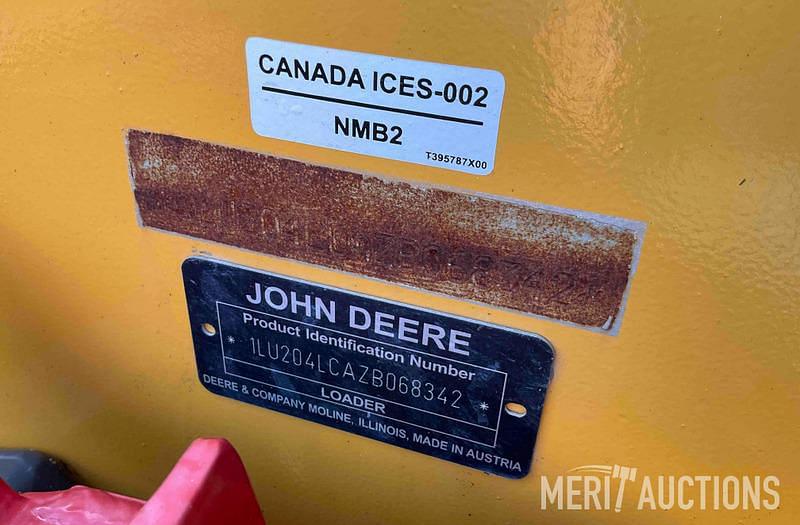 CANADA ICES-002
NMB2
T395787X00
JOHN DEERE
Product Identification Number
* 1LU204LCAZB068342 *
LOADER
DEERE & COMPANY MOLINE, ILLINOIS, MADE IN AUSTRIA
MERIT AUCTIONS